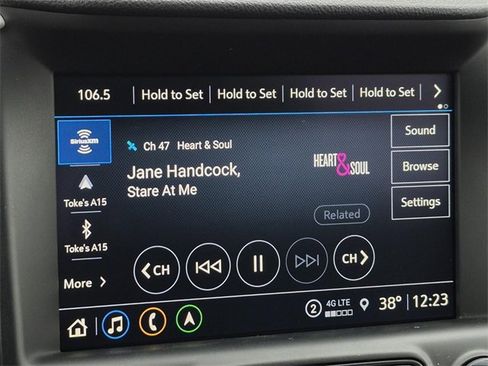 106.5 Hold to Set Hold to Set Hold to Set Hold to Set
SiriusXM
Ch 47 Heart & Soul
Sound
Jane Handcock,
Stare At Me
HEART&SOUL
Browse
Toke's A15
Related
Settings
Toke's A15
More
CH
CH
2 4G LTE 38° 12:23